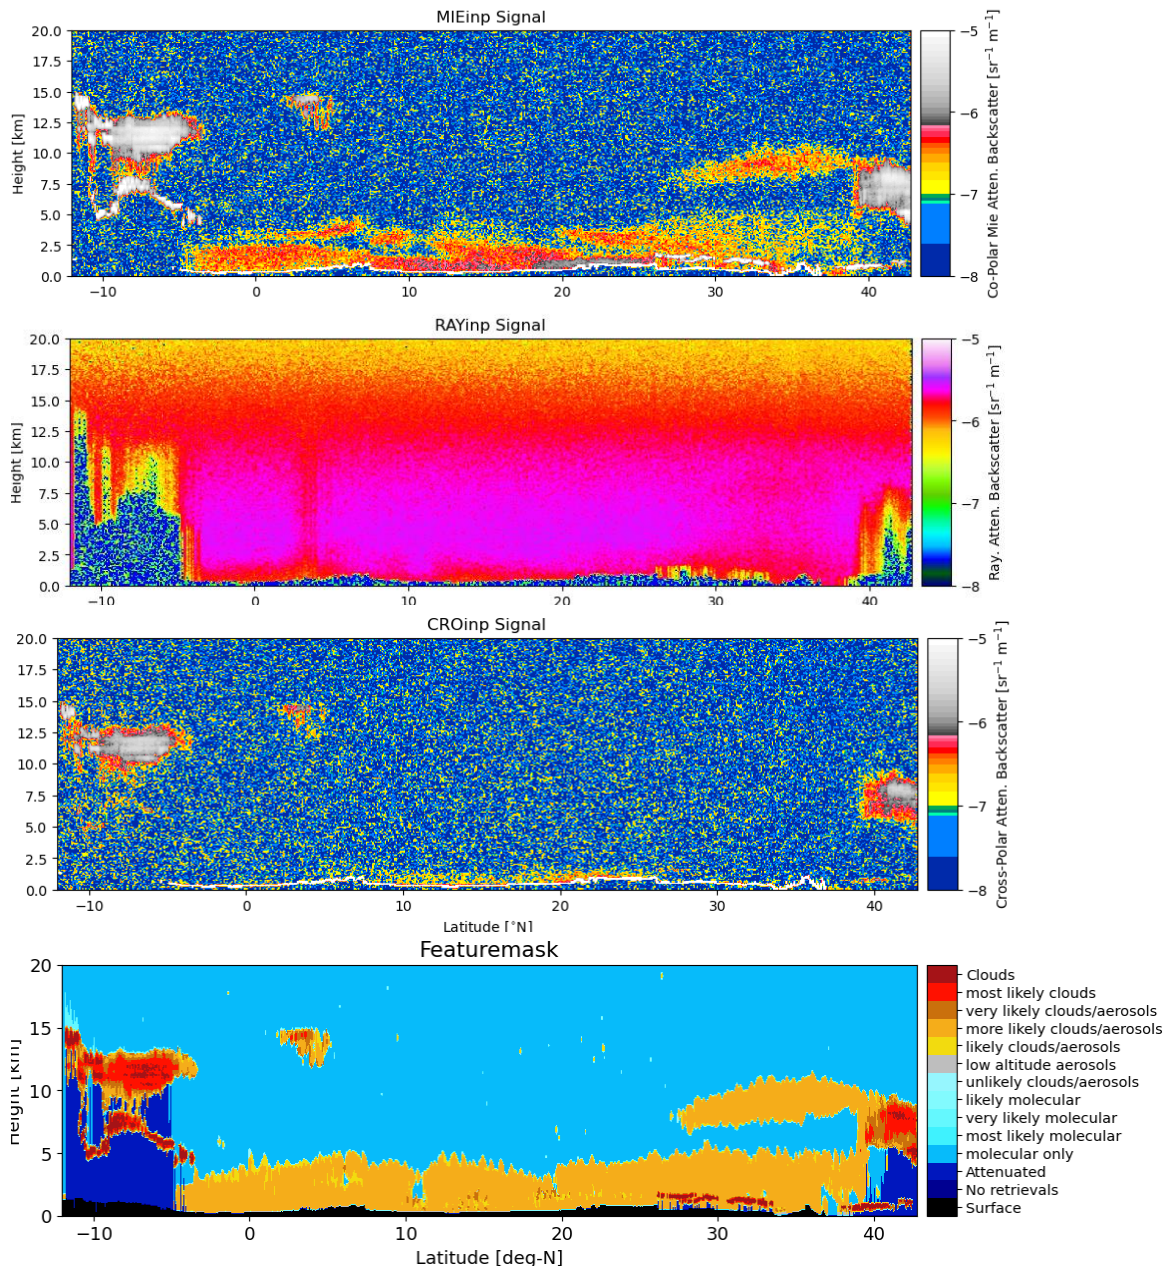 MIEinp Signal
20.0
17.5
15.0
12.5
10.0
7.5
5.0
2.5
0.0
Height [km]
−10 0 10 20 30 40
−5
−6
−7
−8
Co-Polar Mie Atten. Backscatter [sr⁻¹ m⁻¹]
RAYinp Signal
20.0
17.5
15.0
12.5
10.0
7.5
5.0
2.5
0.0
Height [km]
−10 0 10 20 30 40
−5
−6
−7
−8
Ray. Atten. Backscatter [sr⁻¹ m⁻¹]
CROinp Signal
20.0
17.5
15.0
12.5
10.0
7.5
5.0
2.5
0.0
Height [km]
−10 0 10 20 30 40
Latitude [°N]
−5
−6
−7
−8
Cross-Polar Atten. Backscatter [sr⁻¹ m⁻¹]
Featuremask
20
15
10
5
0
Height [km]
−10 0 10 20 30 40
Latitude [deg-N]
Clouds
most likely clouds
very likely clouds/aerosols
more likely clouds/aerosols
likely clouds/aerosols
low altitude aerosols
unlikely clouds/aerosols
likely molecular
very likely molecular
most likely molecular
molecular only
Attenuated
No retrievals
Surface